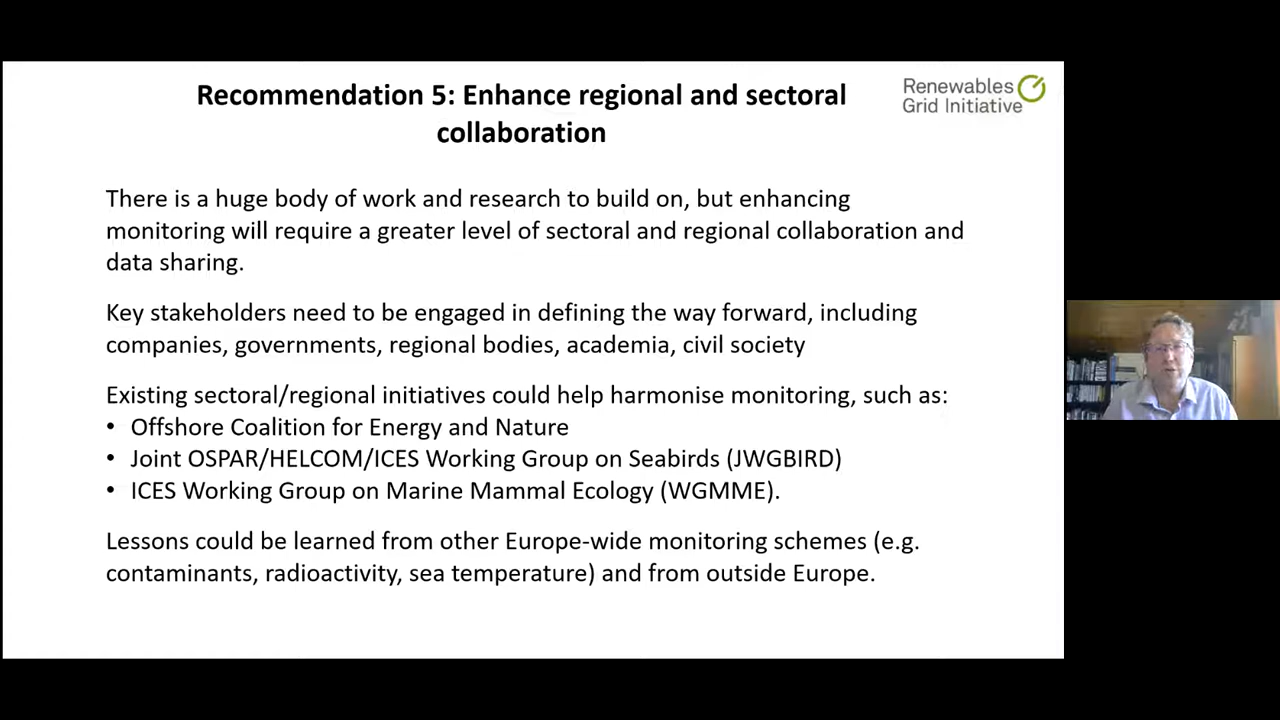 Recommendation 5: Enhance regional and sectoral
collaboration
Renewables
Grid Initiative
There is a huge body of work and research to build on, but enhancing
monitoring will require a greater level of sectoral and regional collaboration and
data sharing.
Key stakeholders need to be engaged in defining the way forward, including
companies, governments, regional bodies, academia, civil society
Existing sectoral/regional initiatives could help harmonise monitoring, such as:
• Offshore Coalition for Energy and Nature
• Joint OSPAR/HELCOM/ICES Working Group on Seabirds (JWGBIRD)
• ICES Working Group on Marine Mammal Ecology (WGMME).
Lessons could be learned from other Europe-wide monitoring schemes (e.g.
contaminants, radioactivity, sea temperature) and from outside Europe.